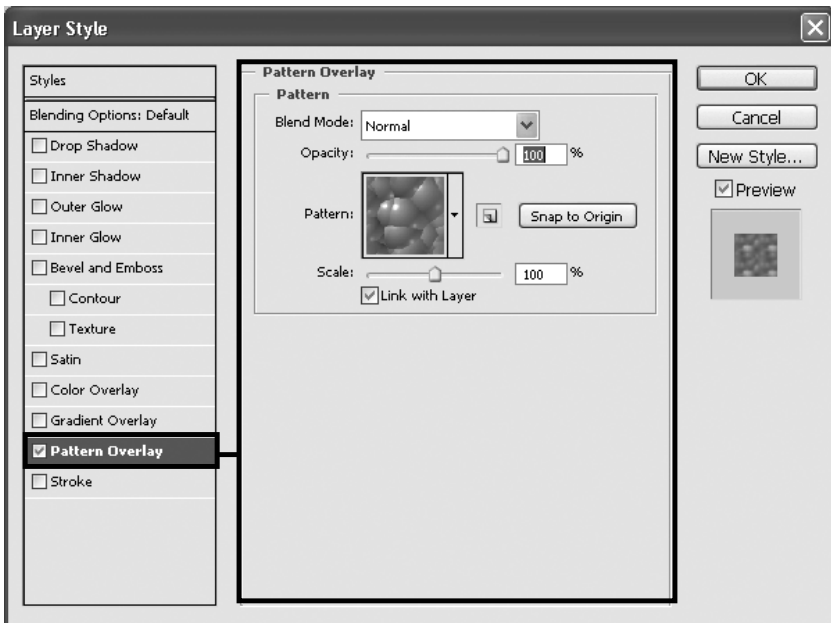 Layer Style
Styles
Blending Options: Default
Drop Shadow
Inner Shadow
Outer Glow
Inner Glow
Bevel and Emboss
Contour
Texture
Satin
Color Overlay
Gradient Overlay
Pattern Overlay
Stroke
Pattern Overlay
Pattern
Blend Mode: Normal
Opacity: 100 %
Pattern: Snap to Origin
Scale: 100 %
Link with Layer
OK
Cancel
New Style...
Preview